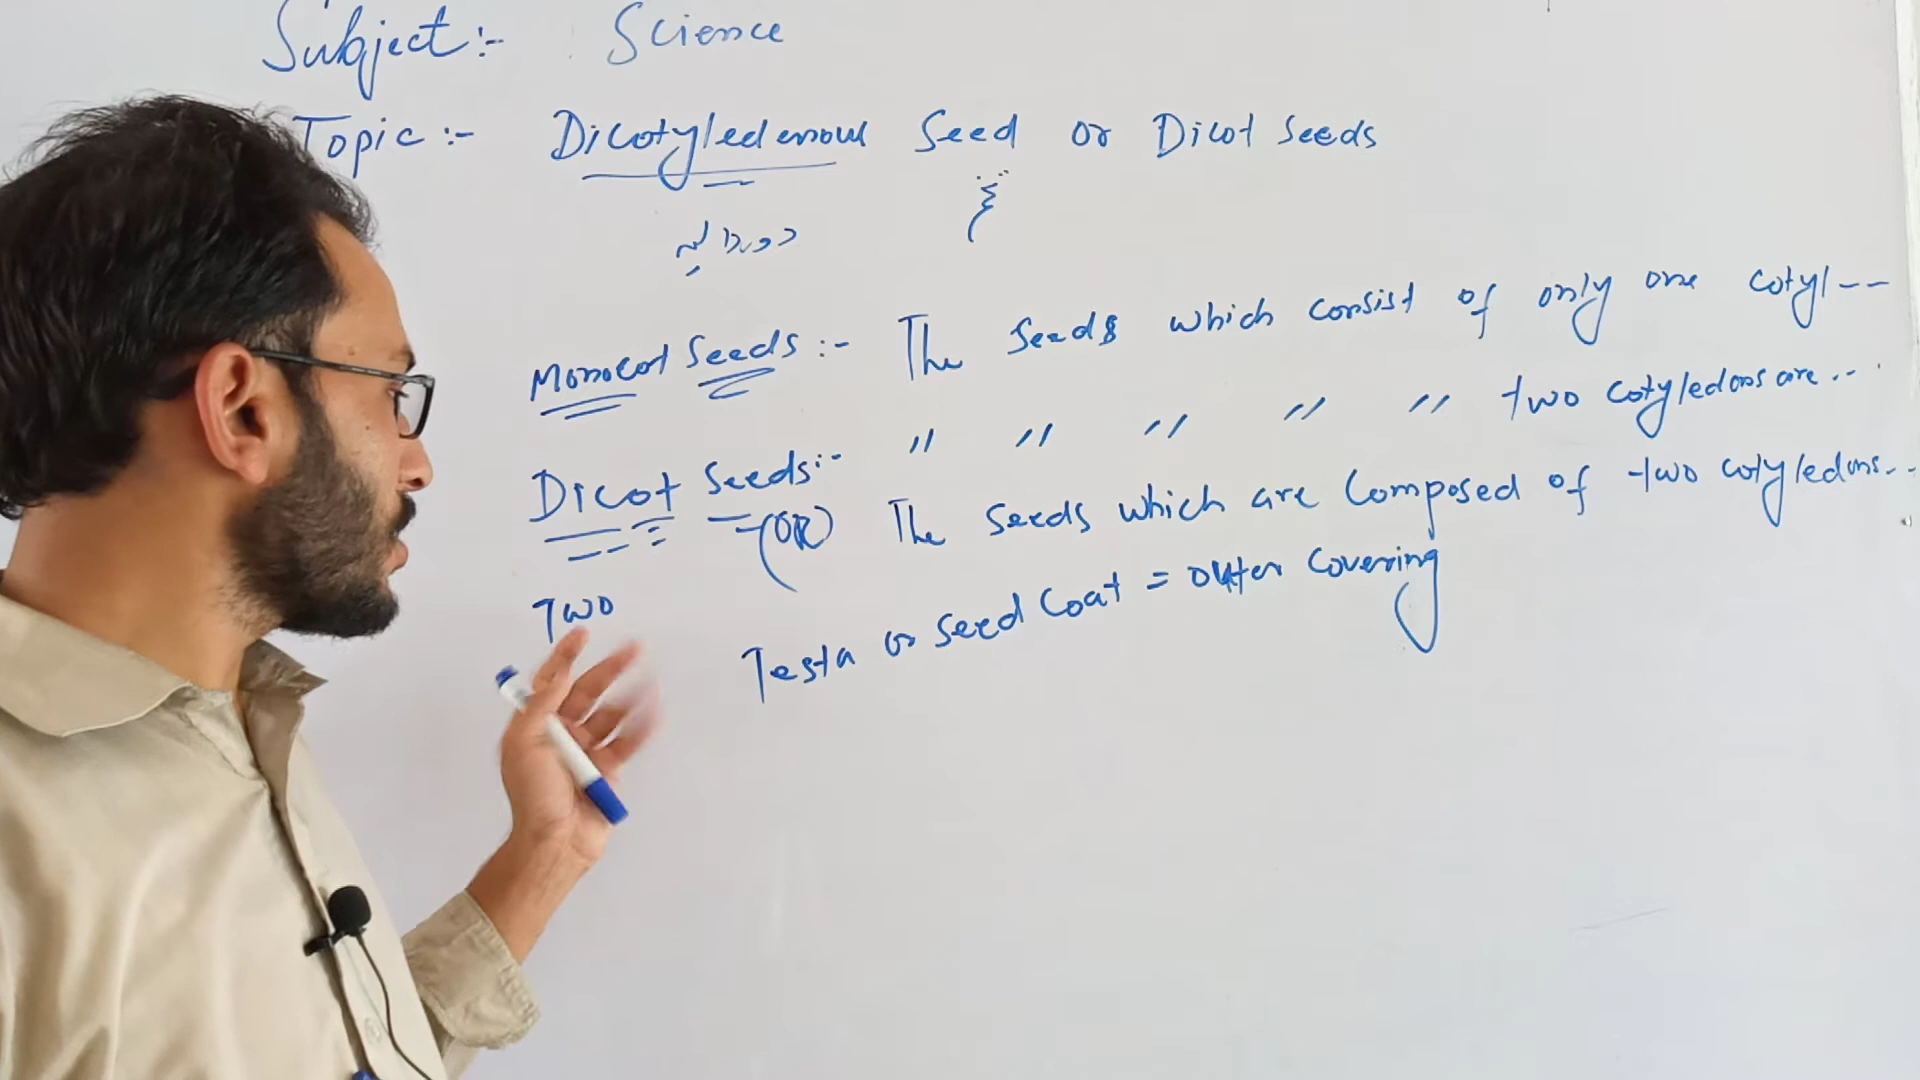 Subject:- Science
Topic:- Dicotyledenous Seed or Dicot Seeds
Monocot Seeds:- The Seeds which consist of only one cotyl--
Dicot Seeds:- " " " " " two cotyledons are..
(OR) The Seeds which are Composed of two cotyledons..
Two
Testa or Seed Coat = outer Covering